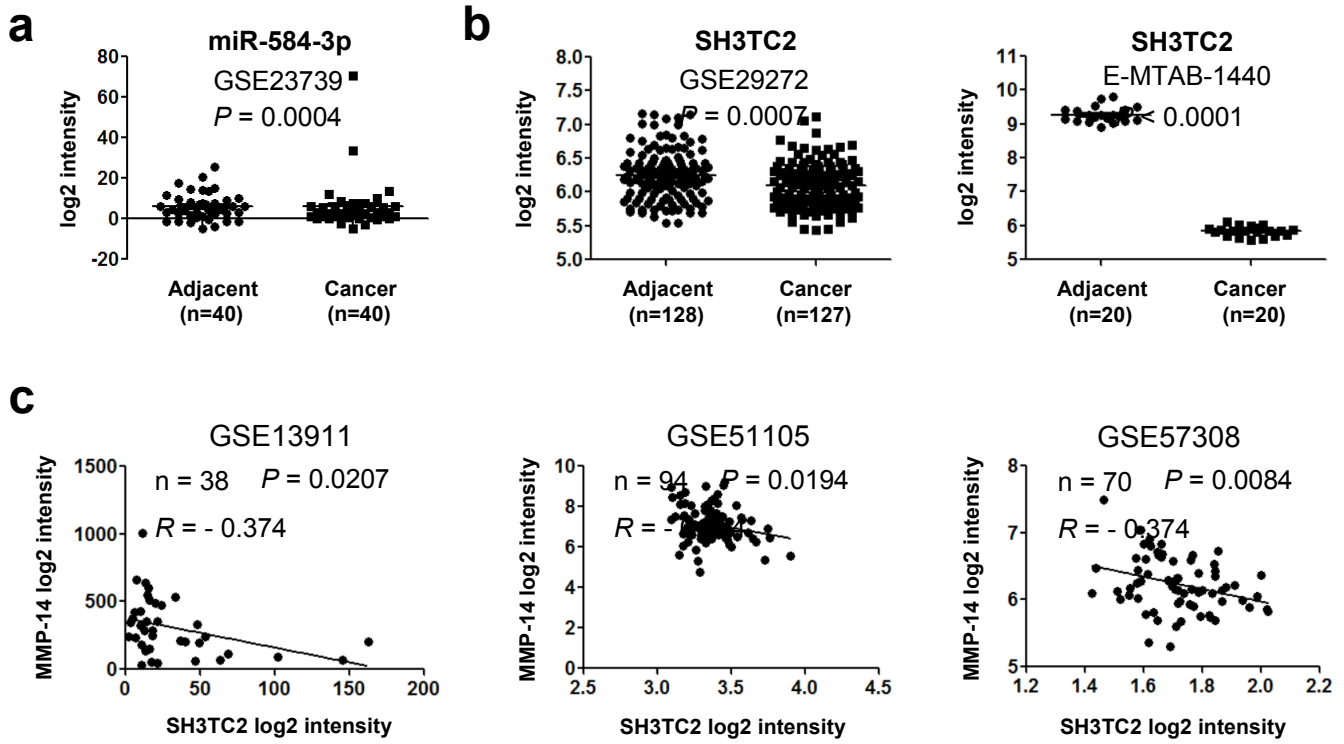 a
miR-584-3p
GSE23739
P = 0.0004
log2 intensity
80
60
40
20
0
-20
Adjacent
(n=40)
Cancer
(n=40)
b
SH3TC2
GSE29272
P = 0.0007
log2 intensity
8.0
7.5
7.0
6.5
6.0
5.5
5.0
Adjacent
(n=128)
Cancer
(n=127)
SH3TC2
E-MTAB-1440
< 0.0001
log2 intensity
11
10
9
8
7
6
5
Adjacent
(n=20)
Cancer
(n=20)
c
GSE13911
n = 38 P = 0.0207
R = - 0.374
MMP-14 log2 intensity
1500
1000
500
0
0 50 100 150 200
SH3TC2 log2 intensity
GSE51105
n = 94 P = 0.0194
R = -
MMP-14 log2 intensity
10
8
6
4
2
0
2.5 3.0 3.5 4.0 4.5
SH3TC2 log2 intensity
GSE57308
n = 70 P = 0.0084
R = - 0.374
MMP-14 log2 intensity
8
7
6
5
1.2 1.4 1.6 1.8 2.0 2.2
SH3TC2 log2 intensity